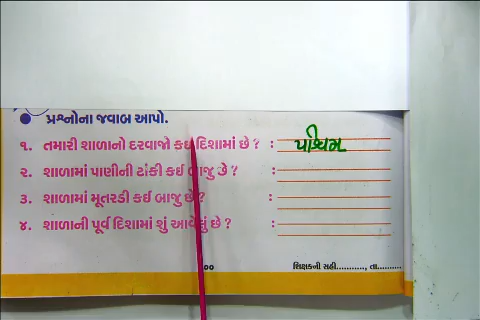 પ્રશ્નોના જવાબ આપો.
૧. તમારી શાળાનો દરવાજો કઈ દિશામાં છે ? : પશ્ચિમ
૨. શાળામાં પાણીની ટાંકી કઈ બાજુ છે ? :
૩. શાળામાં મૂતરડી કઈ બાજુ છે ? :
૪. શાળાની પૂર્વ દિશામાં શું આવેલું છે ? :
શિક્ષકની સહી..........., તા..........